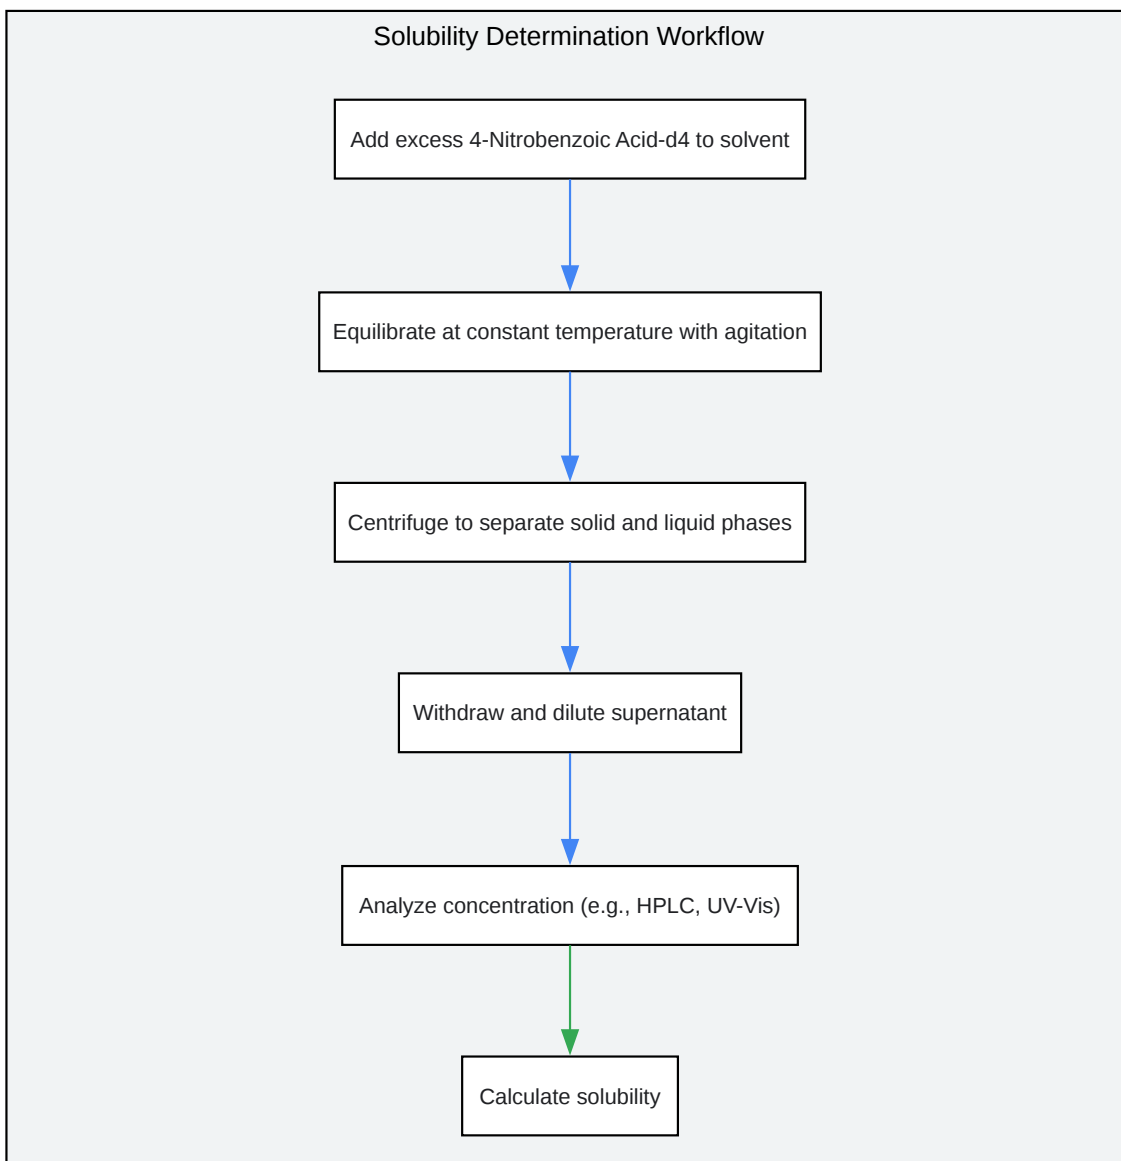 Solubility Determination Workflow
Add excess 4-Nitrobenzoic Acid-d4 to solvent
Equilibrate at constant temperature with agitation
Centrifuge to separate solid and liquid phases
Withdraw and dilute supernatant
Analyze concentration (e.g., HPLC, UV-Vis)
Calculate solubility